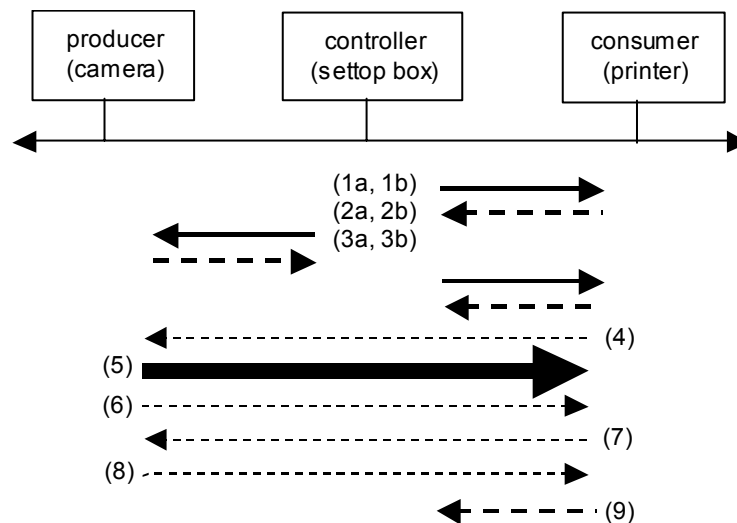 producer
(camera)
controller
(settop box)
consumer
(printer)
(1a, 1b)
(2a, 2b)
(3a, 3b)
(4)
(5)
(6)
(7)
(8)
(9)